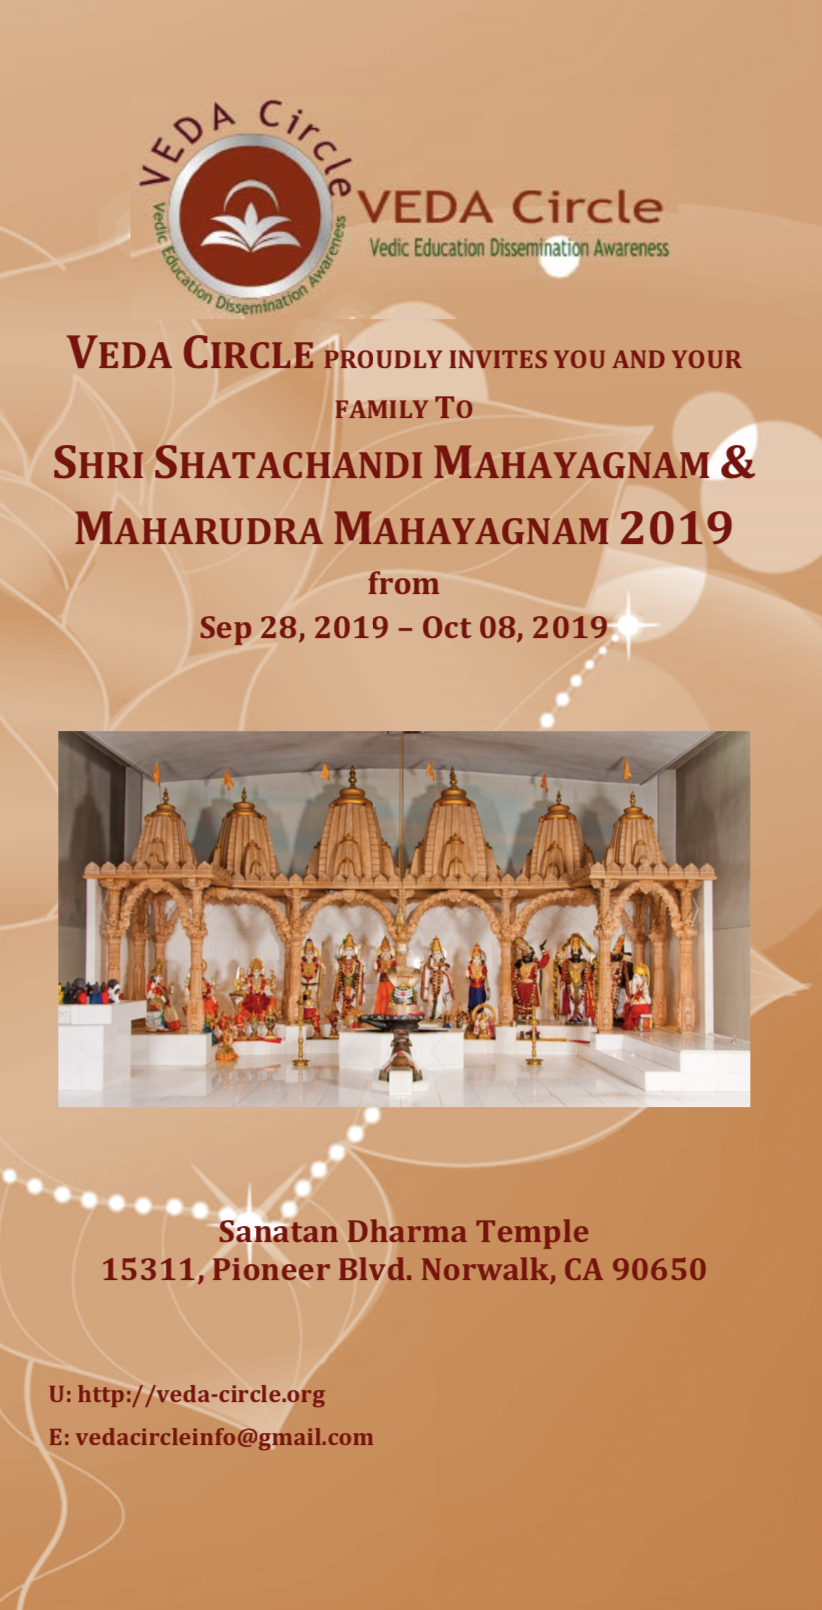 VEDA Circle
Vedic Education Dissemination Awareness
VEDA Circle
Vedic Education Dissemination Awareness
VEDA CIRCLE PROUDLY INVITES YOU AND YOUR
FAMILY TO
SHRI SHATACHANDI MAHAYAGNAM &
MAHARUDRA MAHAYAGNAM 2019
from
Sep 28, 2019 – Oct 08, 2019
Sanatan Dharma Temple
15311, Pioneer Blvd. Norwalk, CA 90650
U: http://veda-circle.org
E: vedacircleinfo@gmail.com